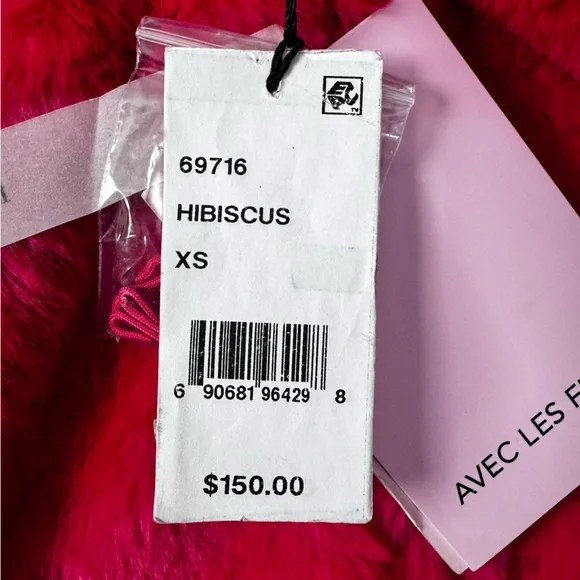 69716
HIBISCUS
XS
6 90681 96429 8
$150.00
AVEC LES